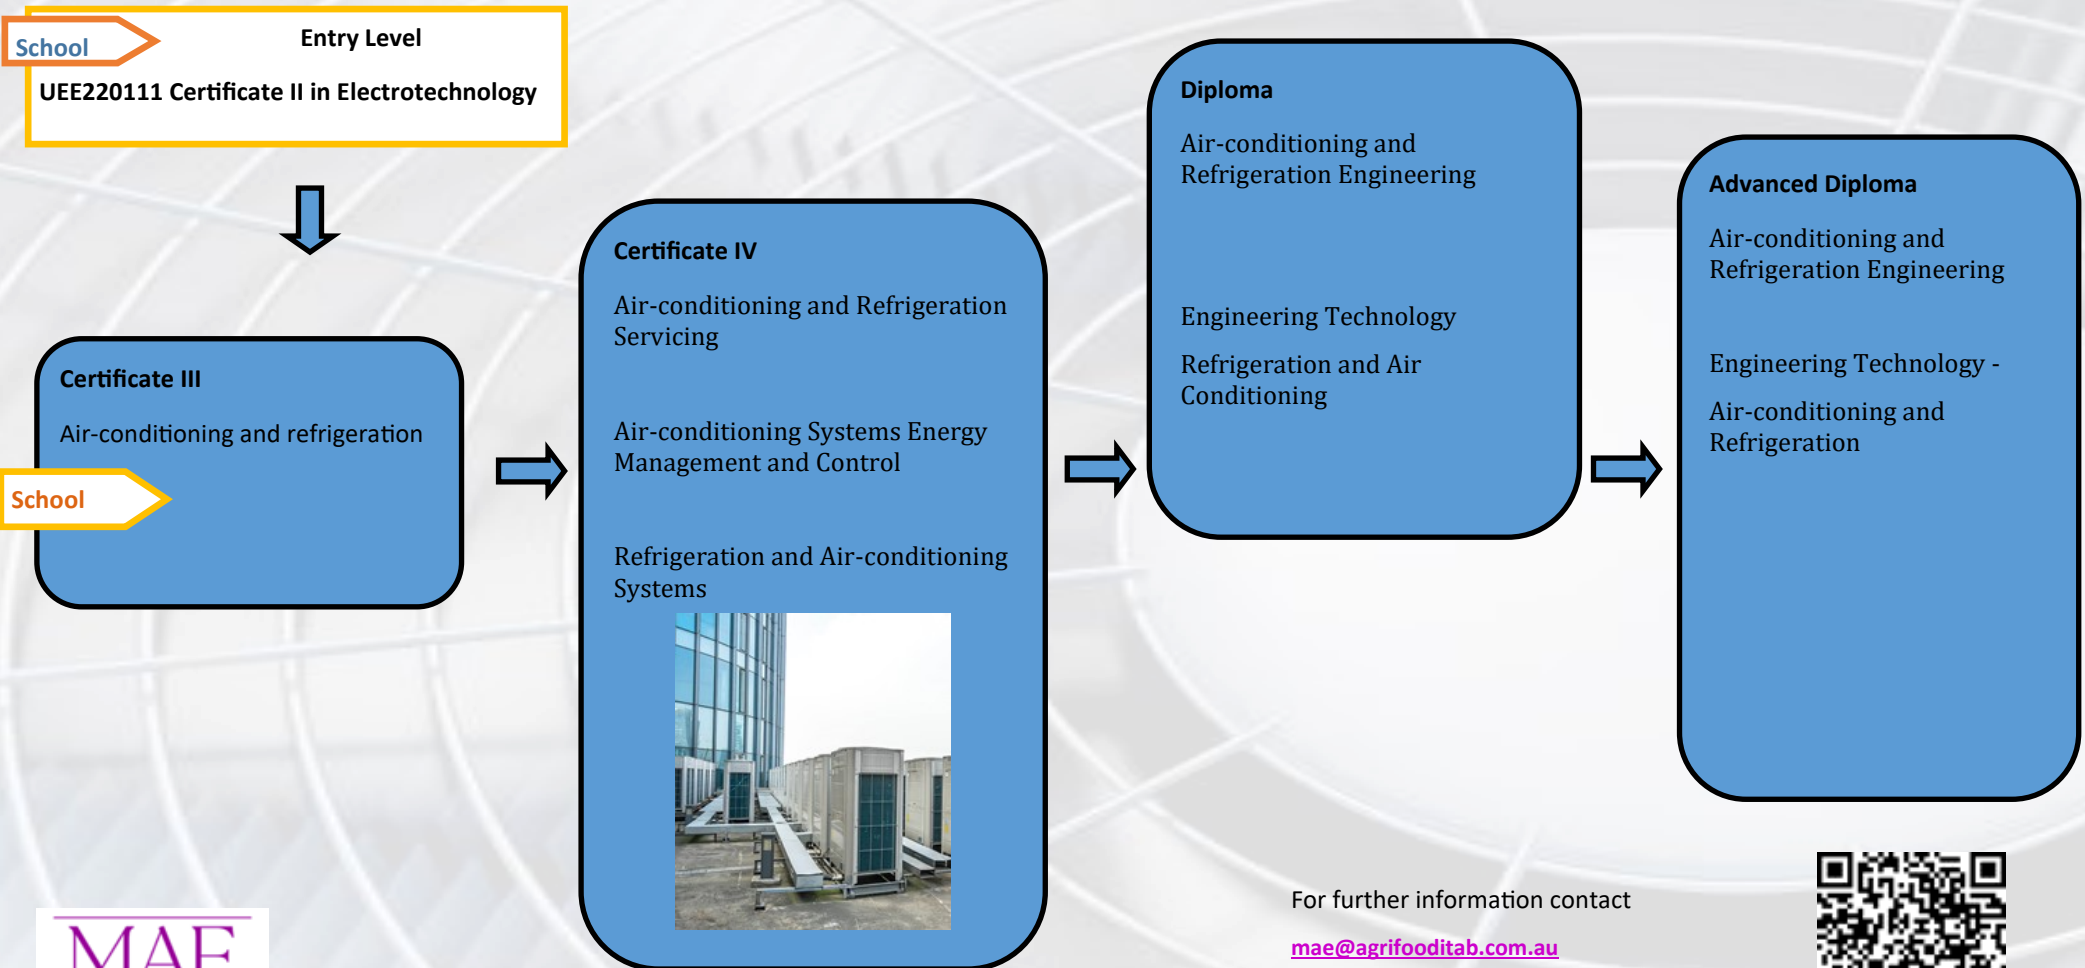 School
Entry Level
UEE220111 Certificate II in Electrotechnology
Certificate III
Air-conditioning and refrigeration
School
Certificate IV
Air-conditioning and Refrigeration
Servicing
Air-conditioning Systems Energy
Management and Control
Refrigeration and Air-conditioning
Systems
Diploma
Air-conditioning and
Refrigeration Engineering
Engineering Technology
Refrigeration and Air
Conditioning
Advanced Diploma
Air-conditioning and
Refrigeration Engineering
Engineering Technology -
Air-conditioning and
Refrigeration
MAE
For further information contact
mae@agrifooditab.com.au